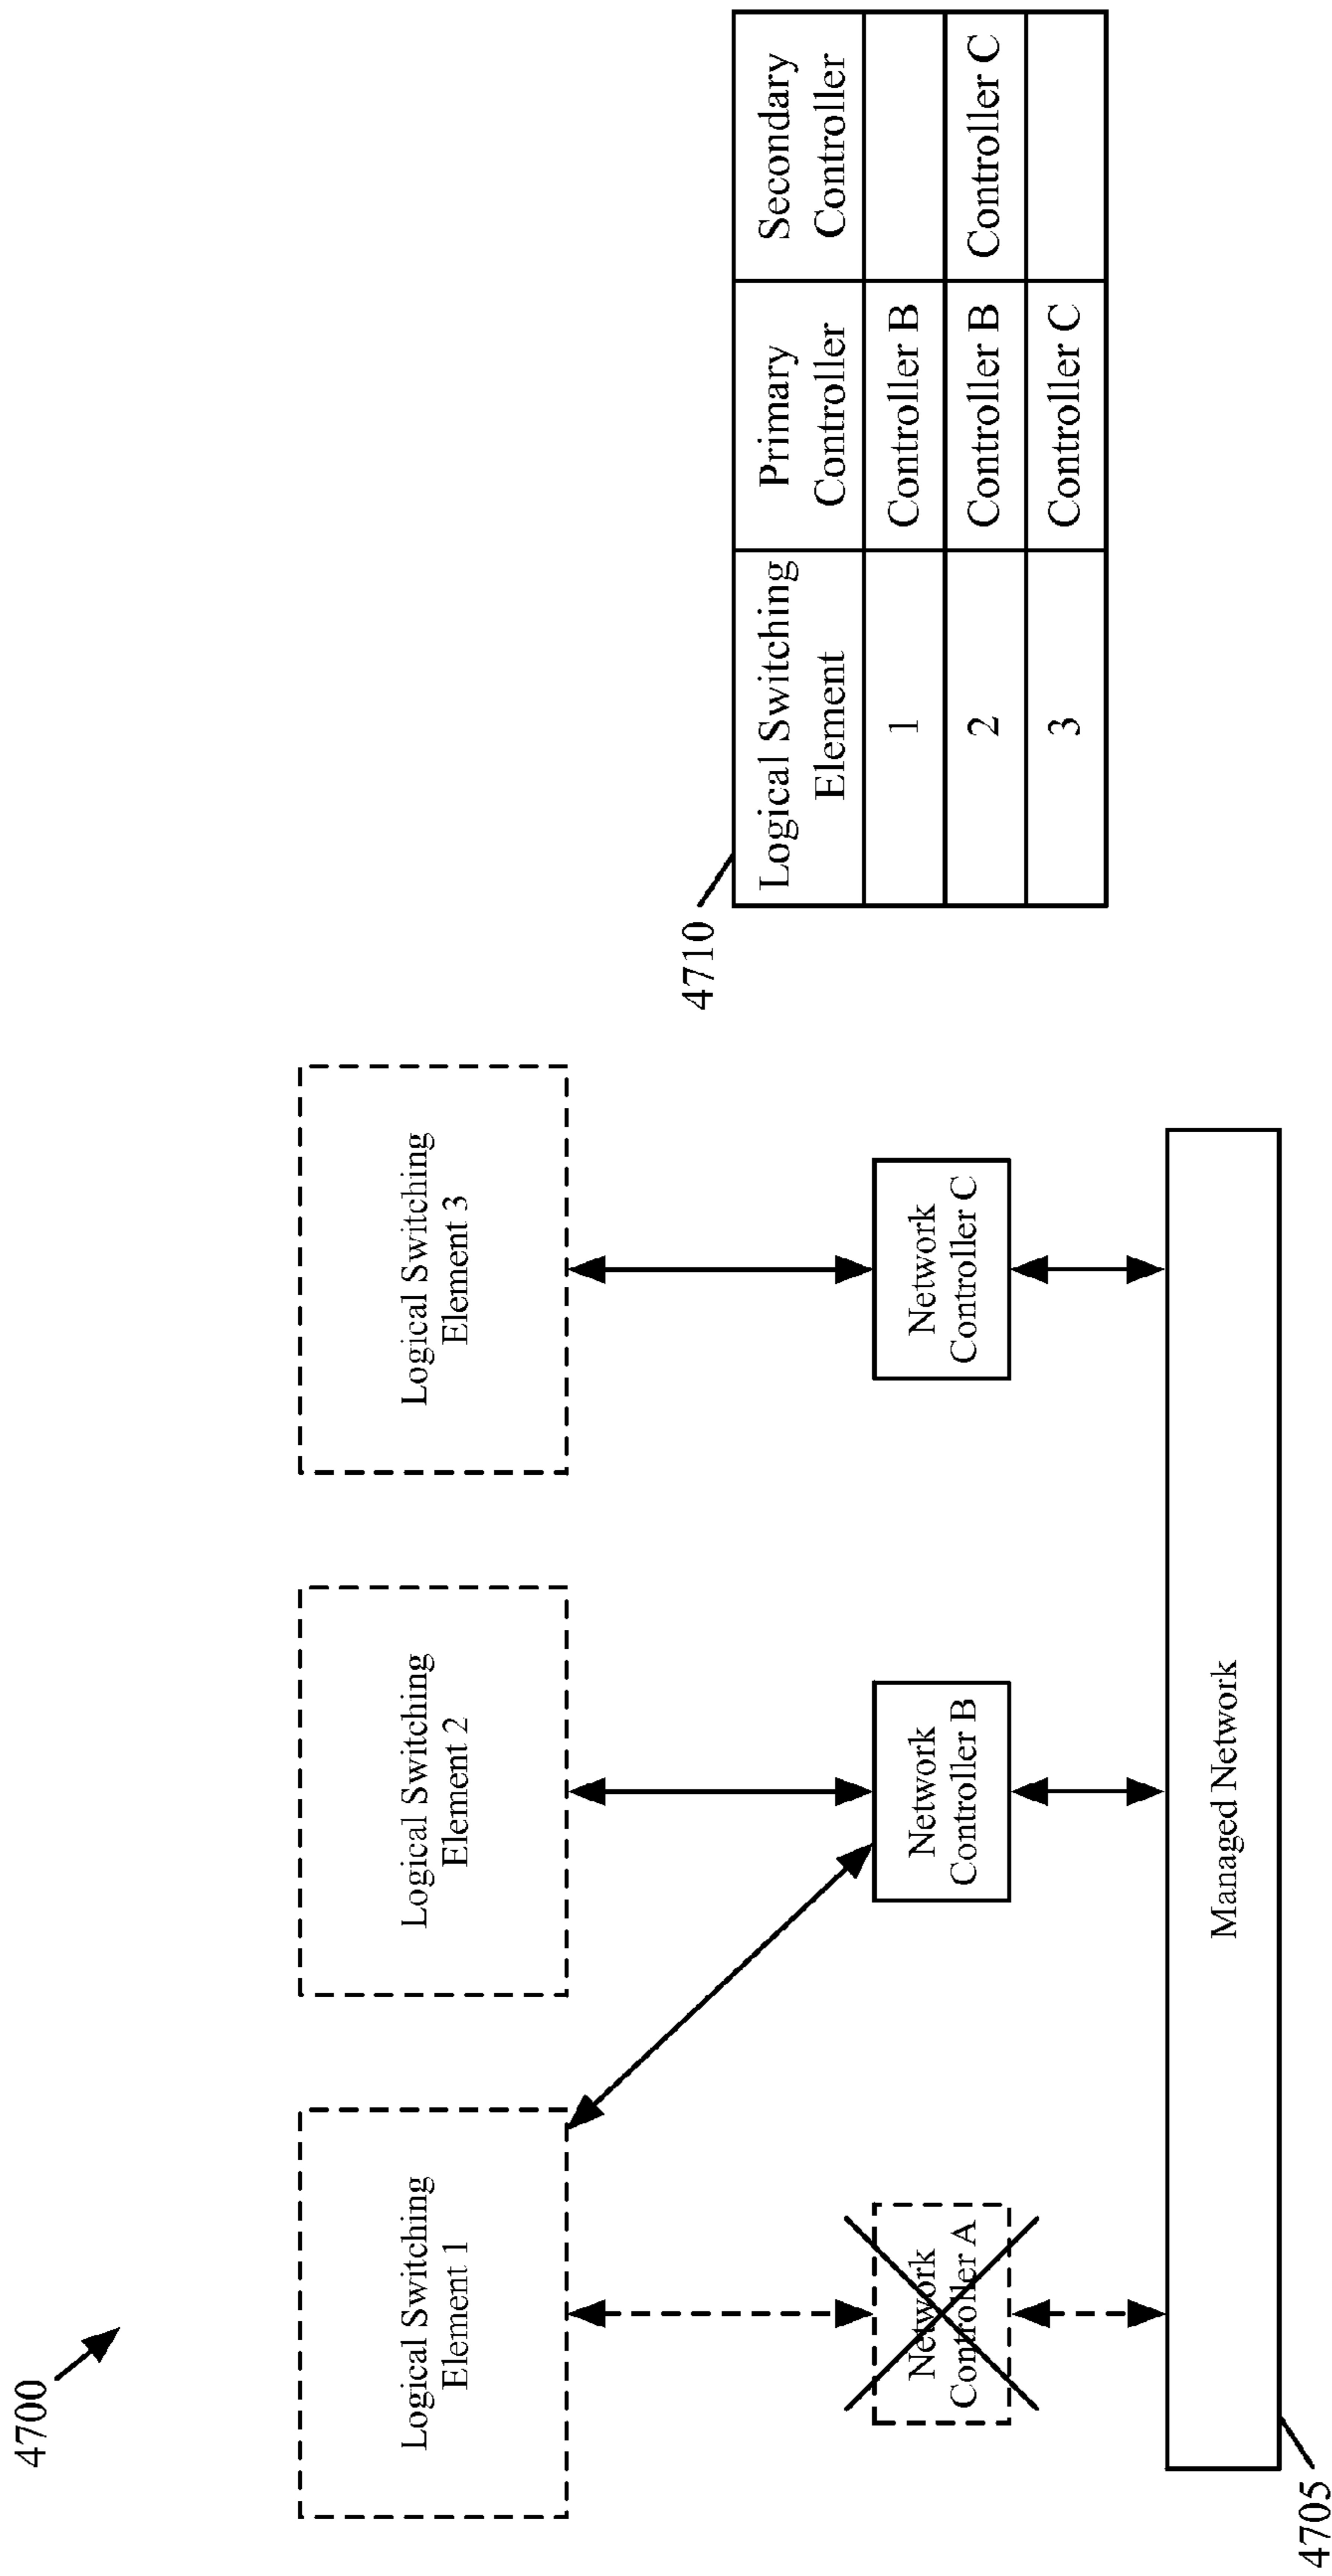 4700
Logical Switching
Element 1
Logical Switching
Element 2
Logical Switching
Element 3
Network
Controller A
Network
Controller B
Network
Controller C
Managed Network
4705
4710
Logical Switching
Element
Primary
Controller
Secondary
Controller
1
Controller B
2
Controller B
Controller C
3
Controller C